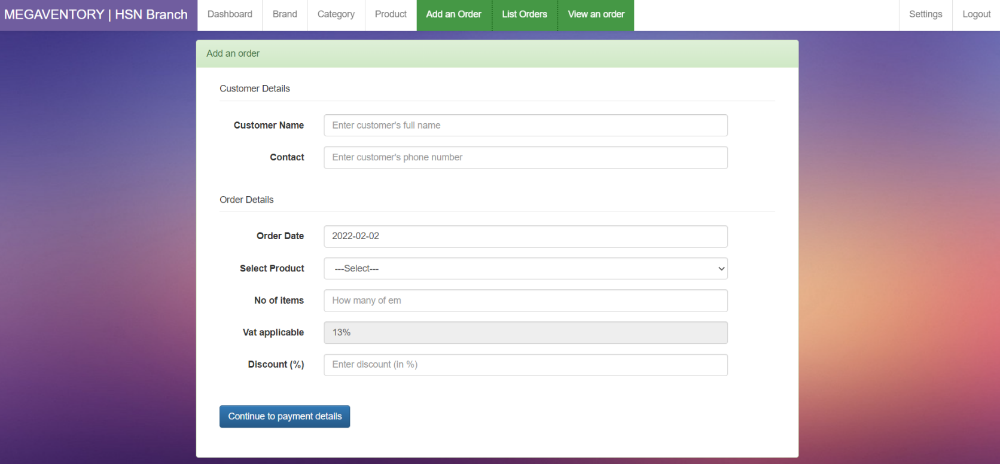 MEGAVENTORY | HSN Branch Dashboard Brand Category Product Add an Order List Orders View an order Settings Logout
Add an order
Customer Details
Customer Name Enter customer's full name
Contact Enter customer's phone number
Order Details
Order Date 2022-02-02
Select Product ---Select---
No of items How many of em
Vat applicable 13%
Discount (%) Enter discount (in %)
Continue to payment details